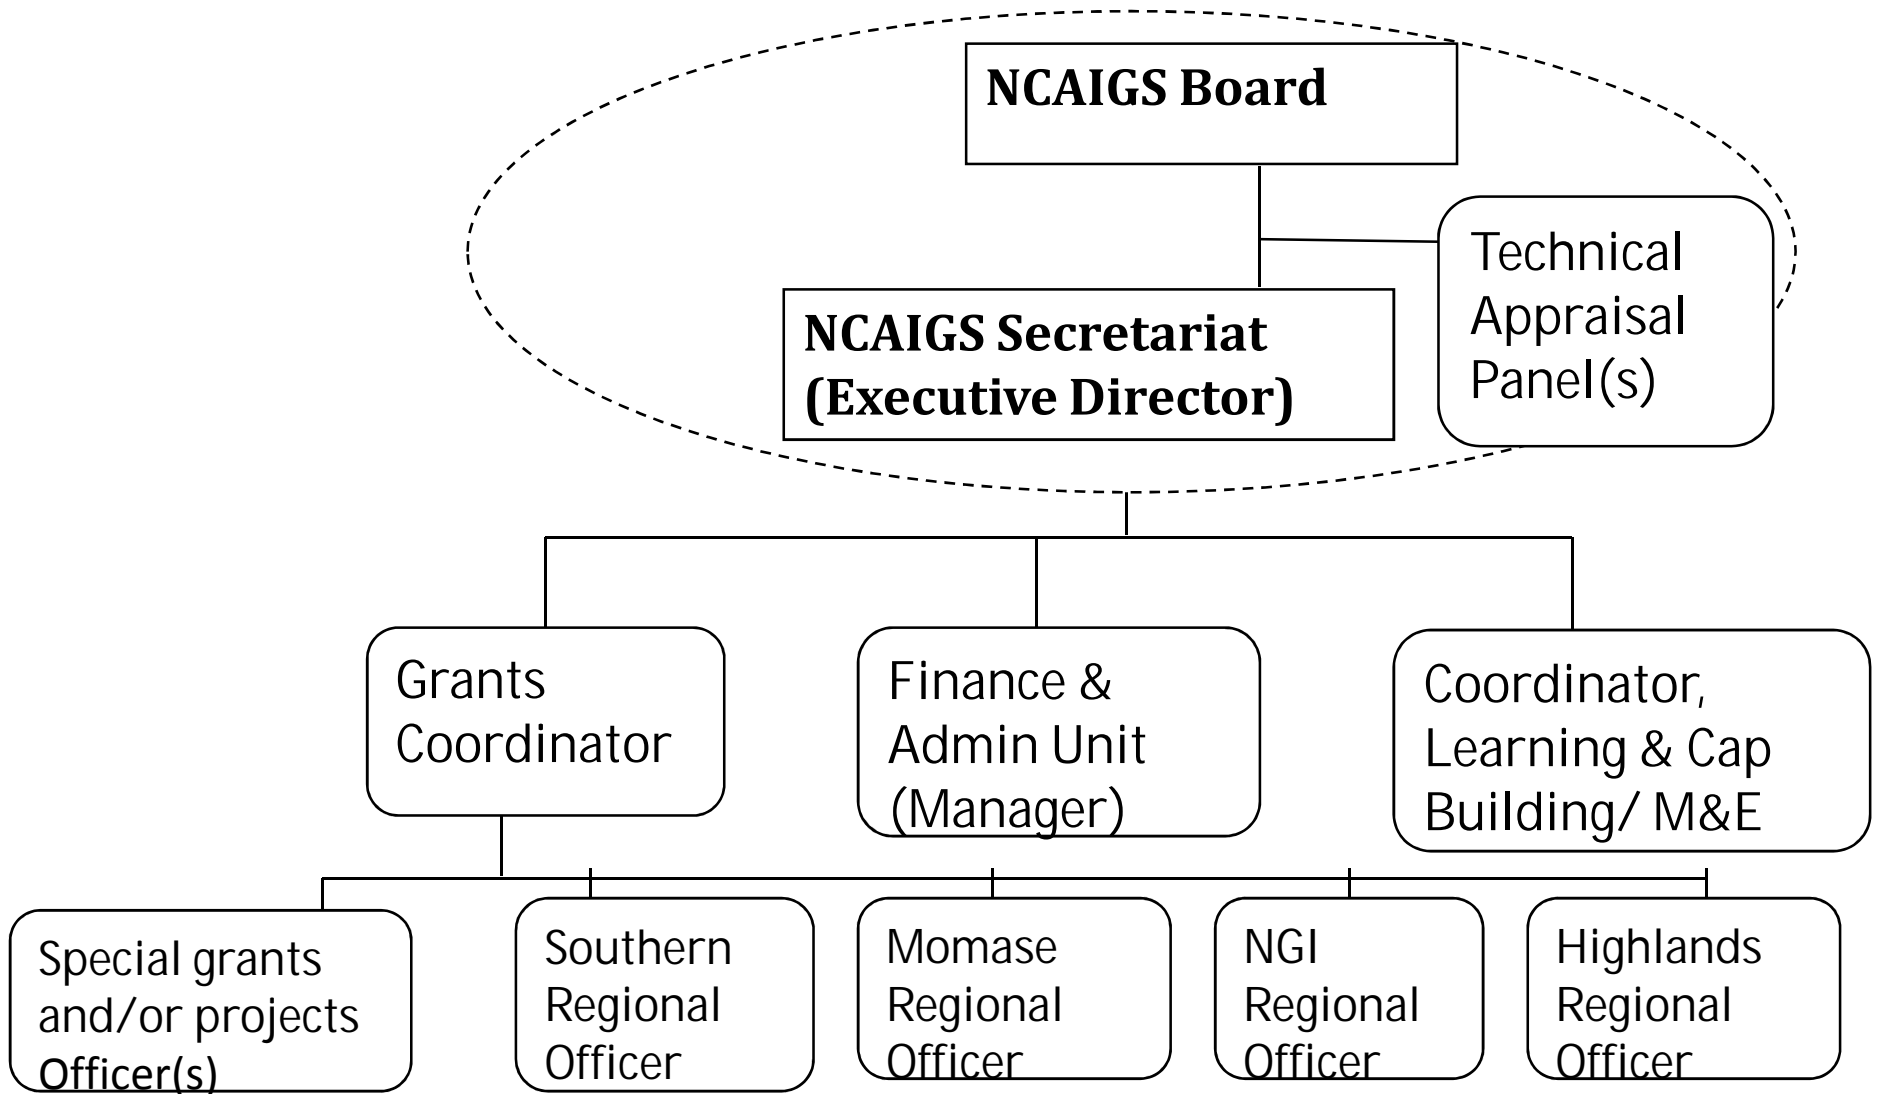 NCAIGS Board
Technical
Appraisal
Panel(s)
NCAIGS Secretariat
(Executive Director)
Grants
Coordinator
Finance &
Admin Unit
(Manager)
Coordinator,
Learning & Cap
Building/ M&E
Special grants
and/or projects
Officer(s)
Southern
Regional
Officer
Momase
Regional
Officer
NGI
Regional
Officer
Highlands
Regional
Officer